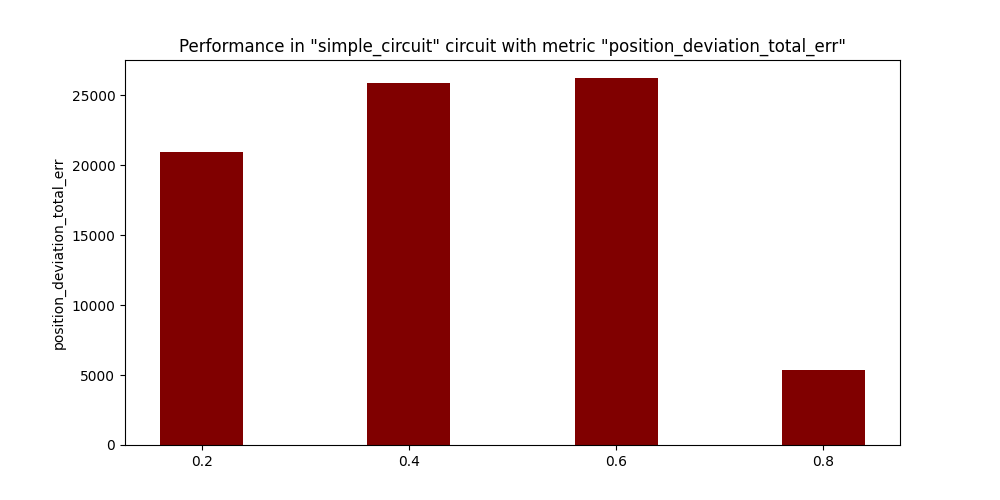 Performance in "simple_circuit" circuit with metric "position_deviation_total_err"
position_deviation_total_err
25000
20000
15000
10000
5000
0
0.2 0.4 0.6 0.8